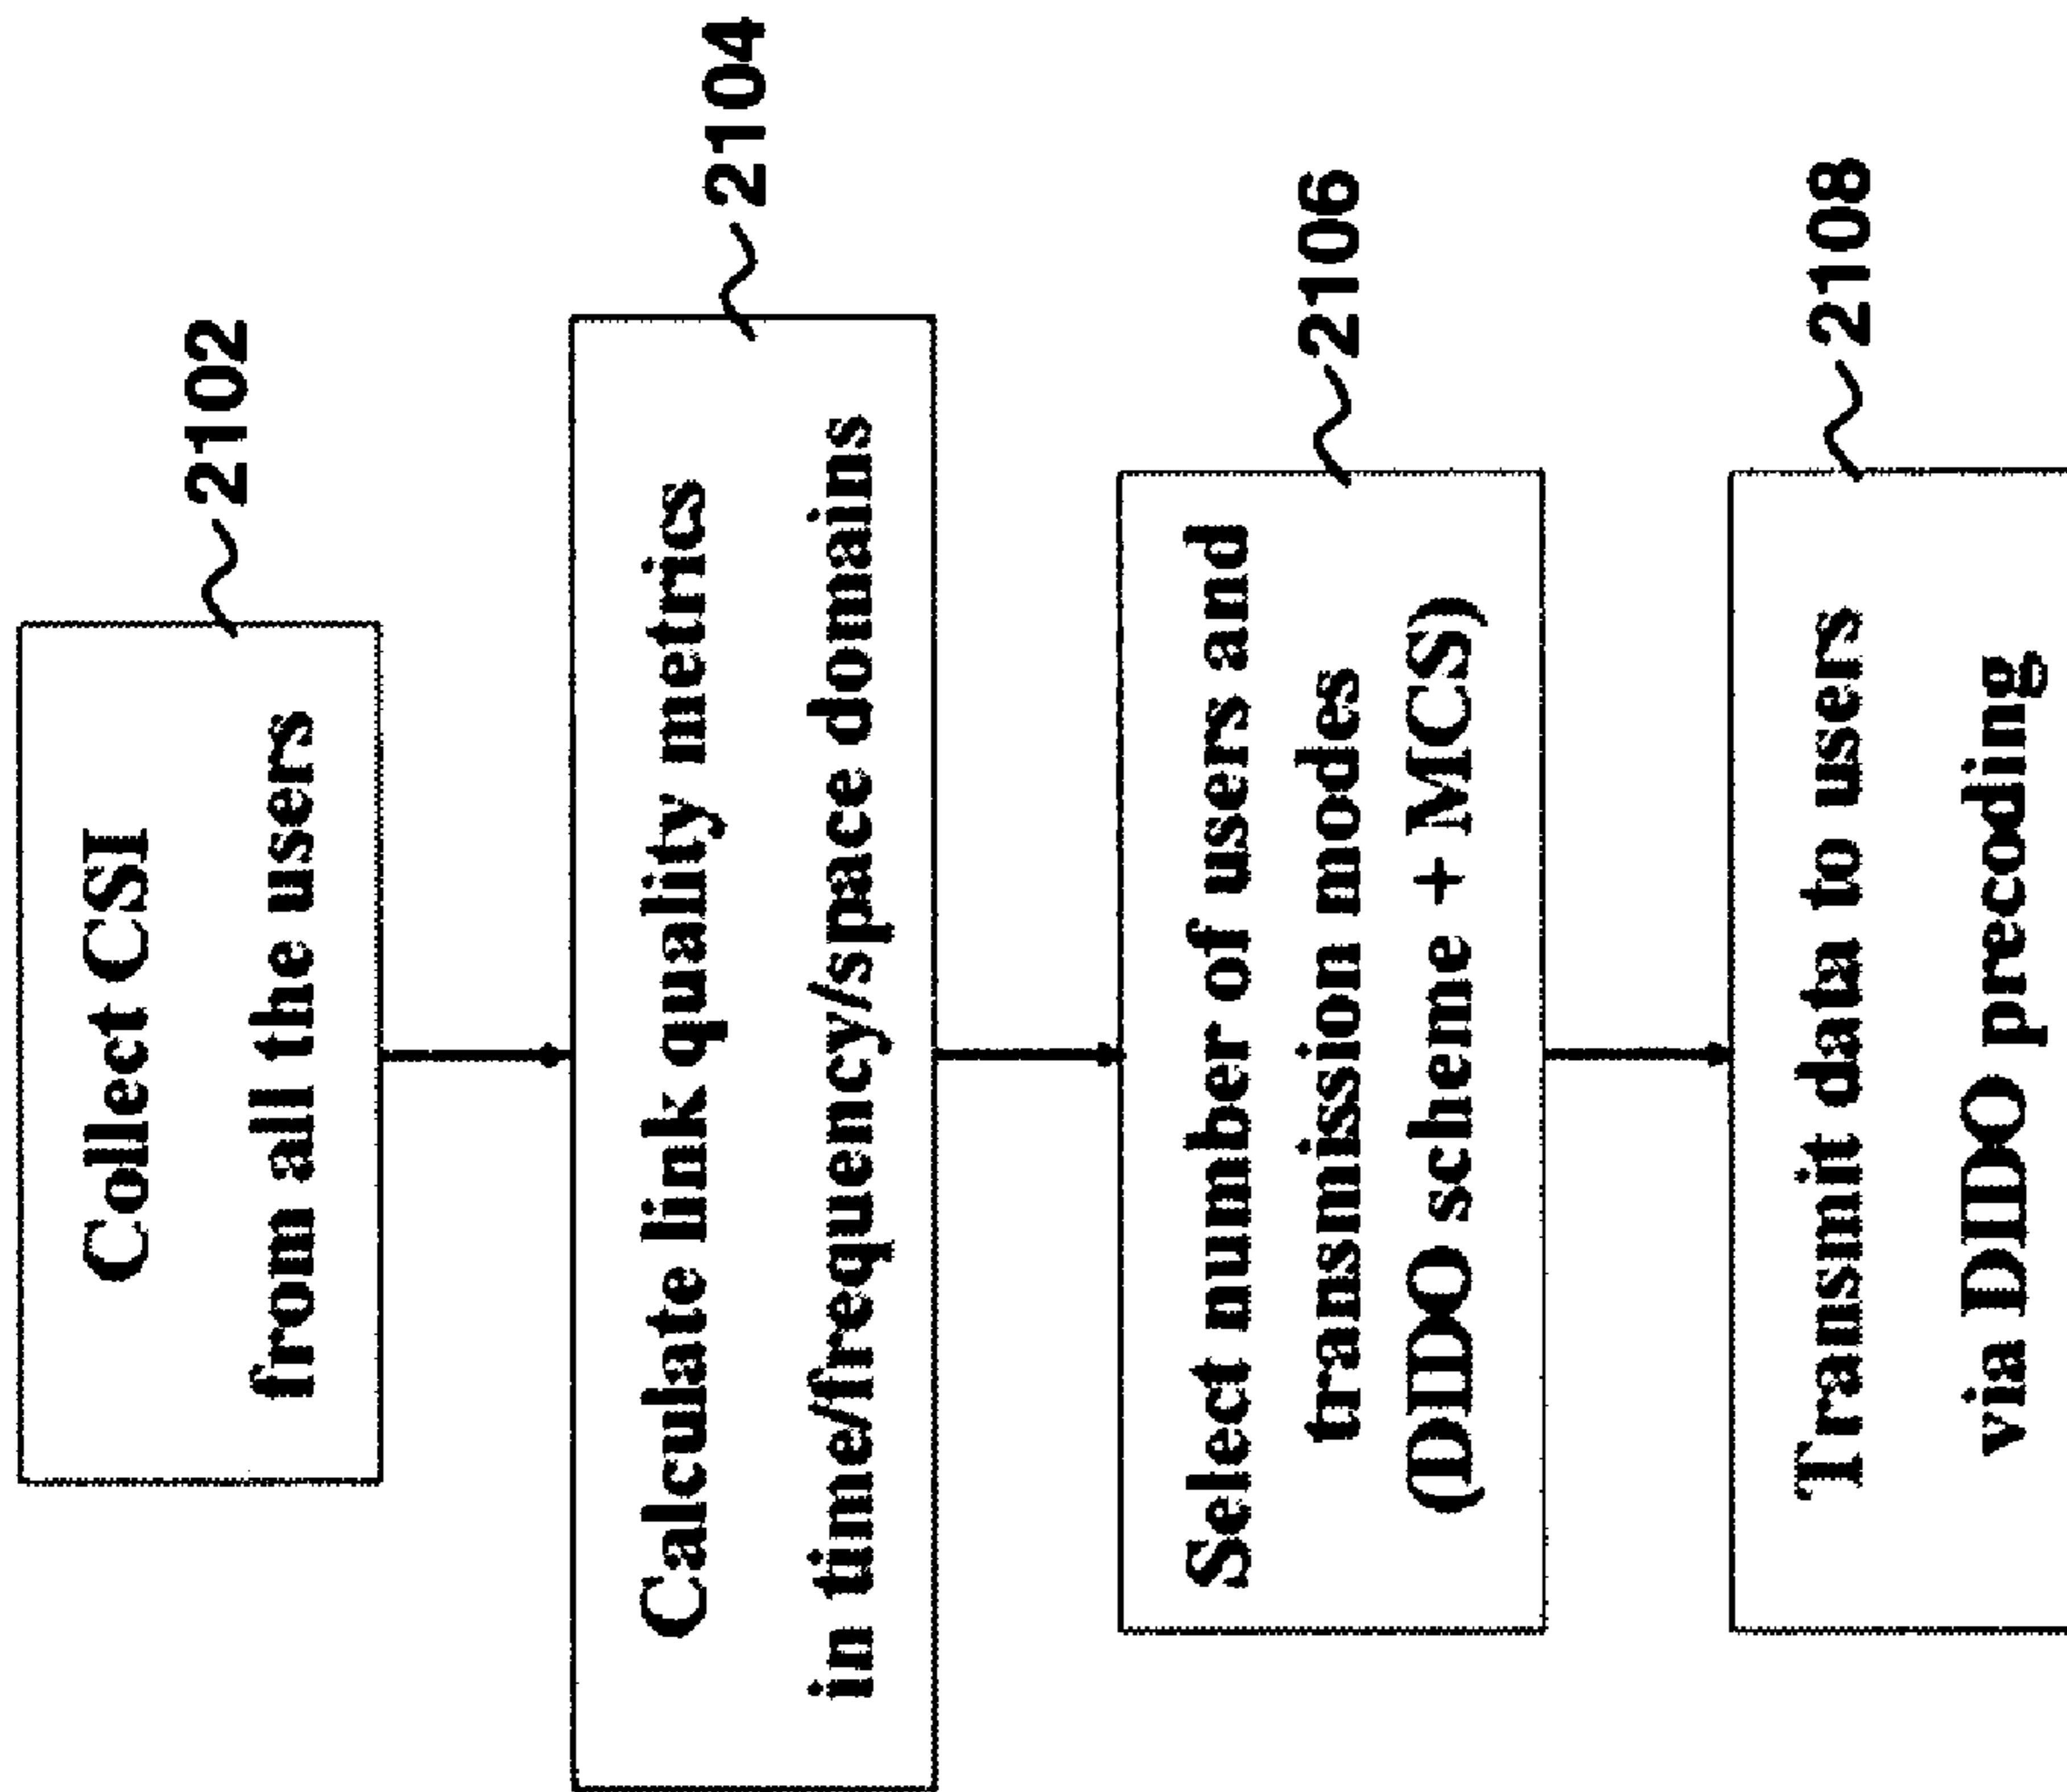 Collect CSI
from all the users
2102
Calculate link quality metrics
in time/frequency/space domains
2104
Select number of users and
transmission modes
(DIDO scheme + MCS)
2106
Transmit data to users
via DIDO precoding
2108